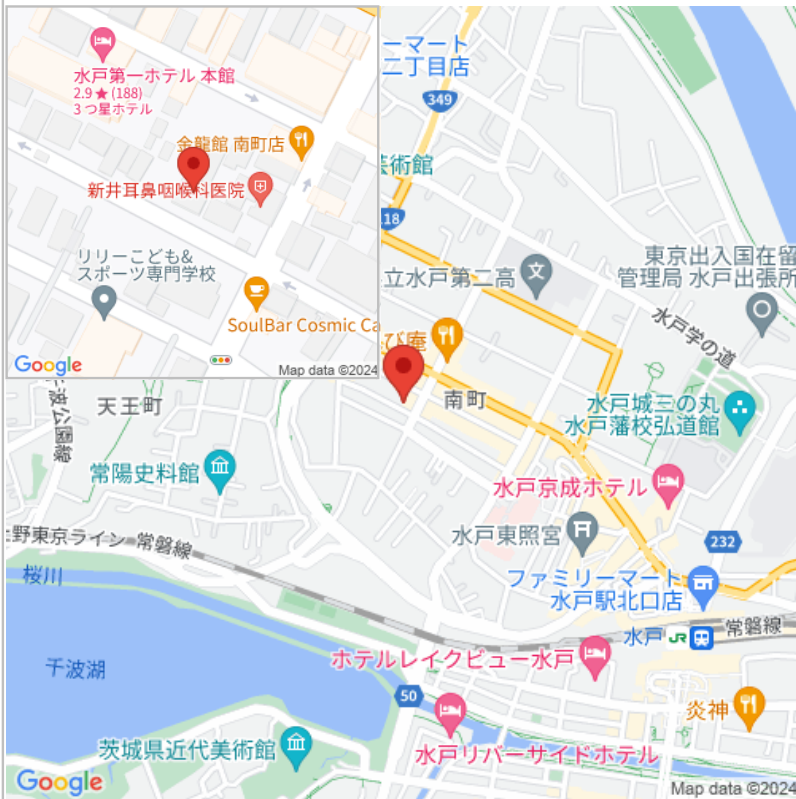 水戸第一ホテル 本館
2.9★(188)
3 つ星ホテル
金龍館 南町店
新井耳鼻咽喉科医院
リリーこども&
スポーツ専門学校
SoulBar Cosmic Ca
Google
Map data ©2024
ーマート
二丁目店
349
芸術館
18
立水戸第二高
東京出入国在留
管理局 水戸出張所
水戸学の道
び庵
南町
水戸城三の丸
水戸藩校弘道館
天王町
波公園線
常陽史料館
水戸京成ホテル
水戸東照宮
232
野東京ライン 常磐線
桜川
ファミリーマート
水戸駅北口店
水戸 JR
常磐線
千波湖
ホテルレイクビュー水戸
50
炎神
茨城県近代美術館
水戸リバーサイドホテル
Google
Map data ©2024